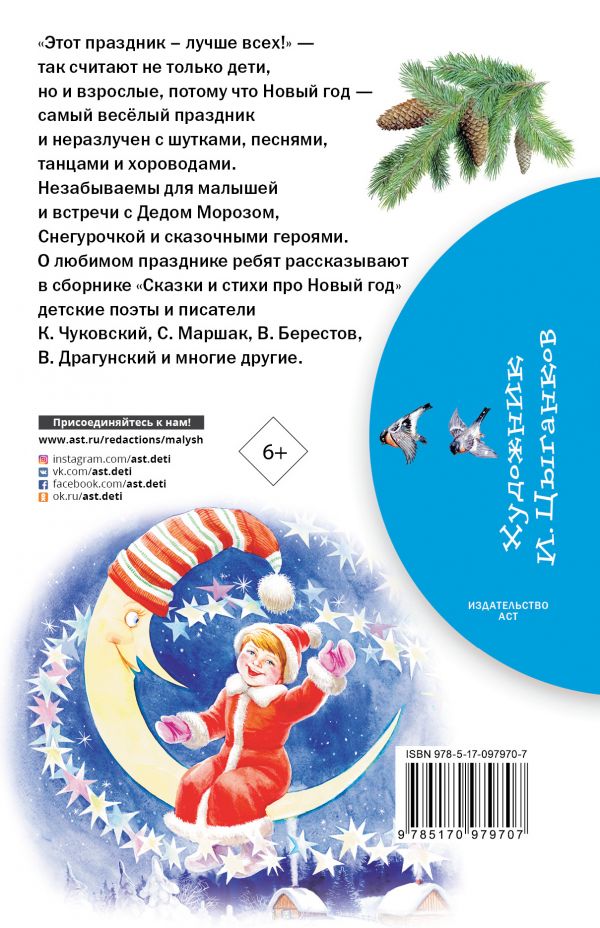 «Этот праздник – лучше всех!» —
так считают не только дети,
но и взрослые, потому что Новый год —
самый весёлый праздник
и неразлучен с шутками, песнями,
танцами и хороводами.
Незабываемы для малышей
и встречи с Дедом Морозом,
Снегурочкой и сказочными героями.
О любимом празднике ребят рассказывают
в сборнике «Сказки и стихи про Новый год»
детские поэты и писатели
К. Чуковский, С. Маршак, В. Берестов,
В. Драгунский и многие другие.
Присоединяйтесь к нам!
www.ast.ru/redactions/malysh
instagram.com/ast.deti
vk.com/ast.deti
facebook.com/ast.deti
ok.ru/ast.deti
6+
Художник
И. Цыганков
ИЗДАТЕЛЬСТВО
АСТ
ISBN 978-5-17-097970-7
9 785170 979707